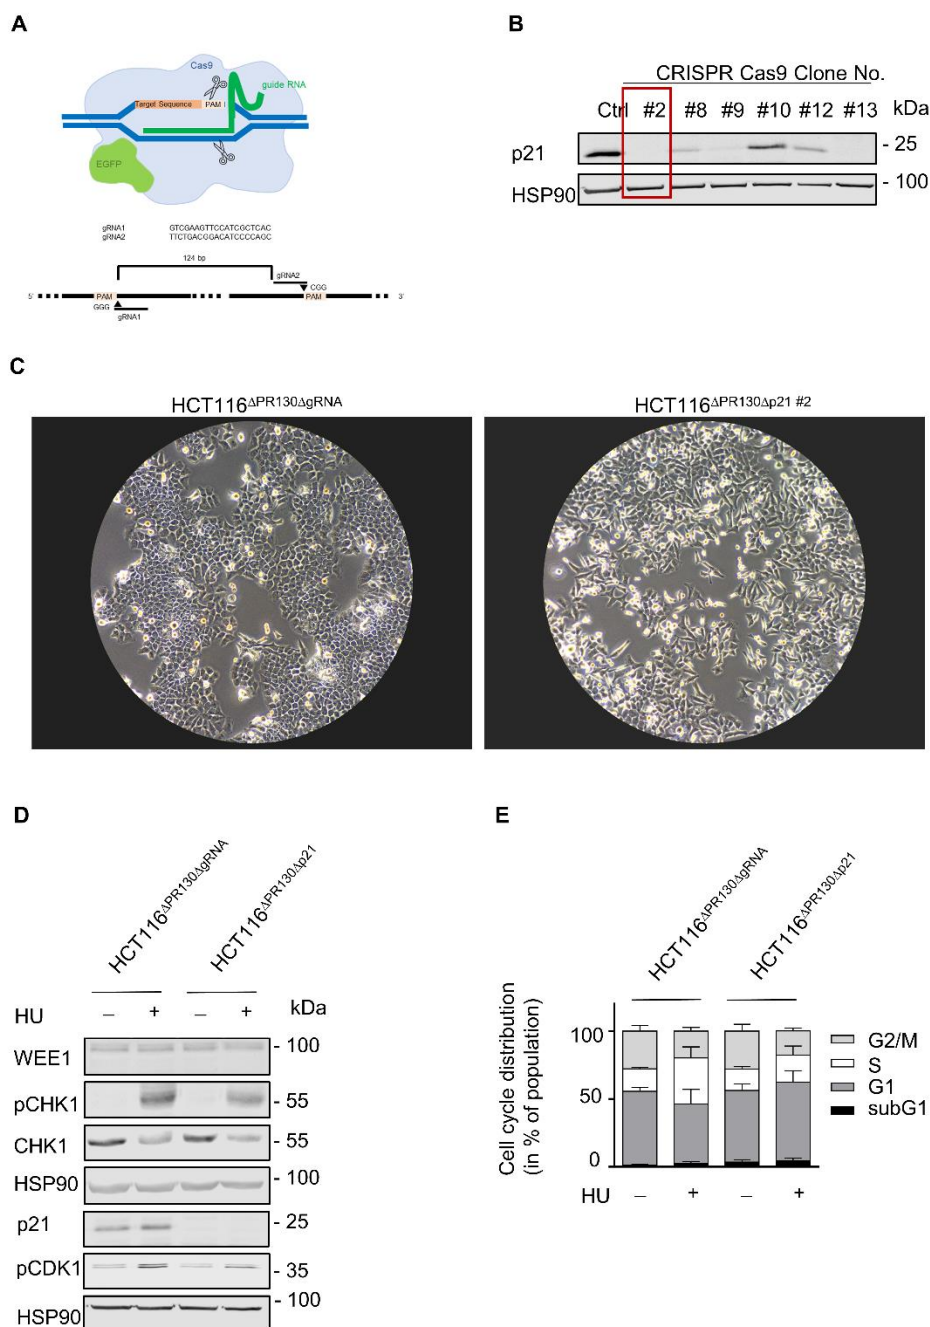 A
Cas9
guide RNA
Target Sequence
PAM
EGFP
gRNA1 GTCGAAGTTCCATCGCTCAC
gRNA2 TTCTGACGGACATCCCCAGC
124 bp
gRNA2
CGG
5' PAM PAM 3'
GGG
gRNA1
B
CRISPR Cas9 Clone No.
Ctrl #2 #8 #9 #10 #12 #13 kDa
p21 - 25
HSP90 - 100
C
HCT116ΔPR130ΔgRNA HCT116ΔPR130Δp21 #2
D
HCT116ΔPR130ΔgRNA HCT116ΔPR130Δp21
HU – + – + kDa
WEE1 - 100
pCHK1 - 55
CHK1 - 55
HSP90 - 100
p21 - 25
pCDK1 - 35
HSP90 - 100
E
HCT116ΔPR130ΔgRNA HCT116ΔPR130Δp21
Cell cycle distribution
(in % of population)
100
50
0
G2/M
S
G1
subG1
HU – + – +